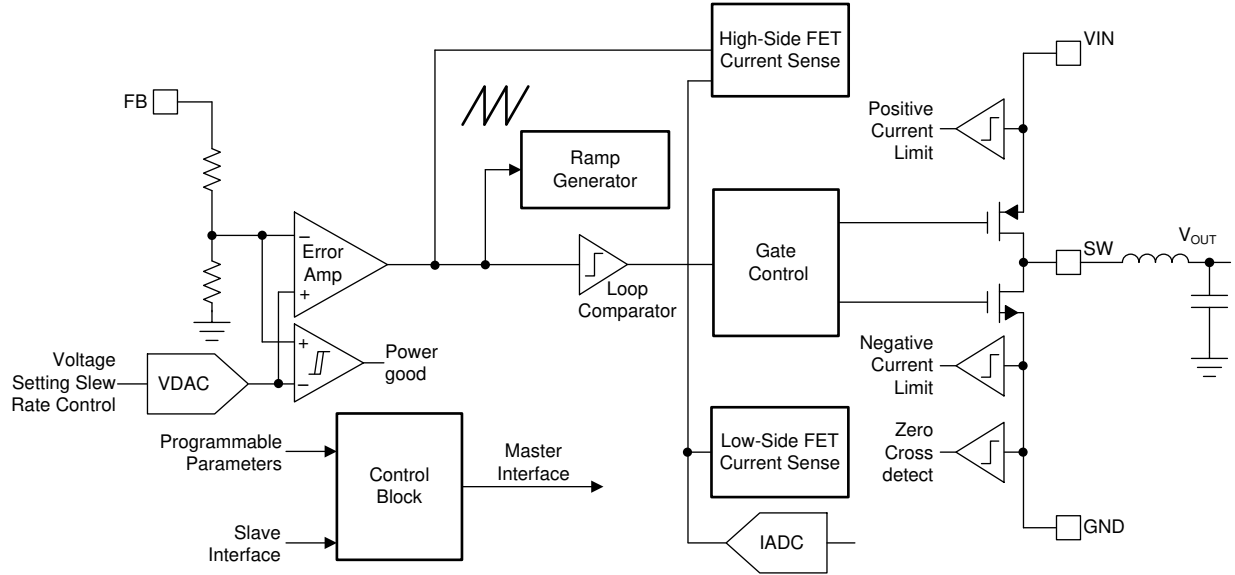 High-Side FET
Current Sense
VIN
FB
Positive
Current
Limit
Ramp
Generator
−
Error
Amp
+
Gate
Control
SW
VOUT
Loop
Comparator
+
−
Power
good
Voltage
Setting Slew
Rate Control
VDAC
Negative
Current
Limit
Programmable
Parameters
Control
Block
Master
Interface
Low-Side FET
Current Sense
Zero
Cross
detect
Slave
Interface
IADC
GND